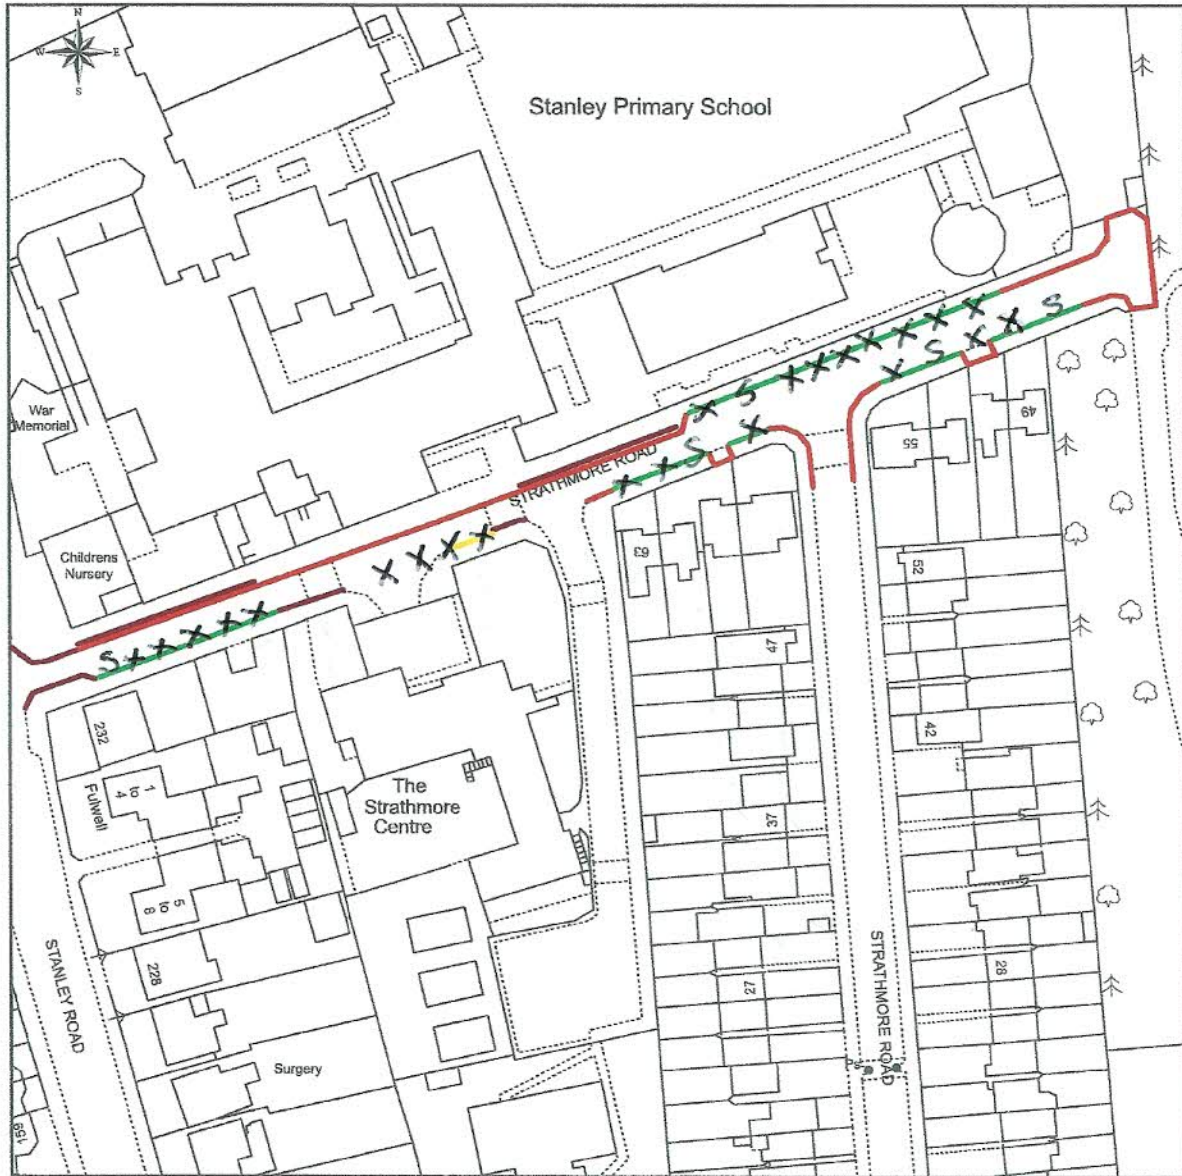 N
W E
S
Stanley Primary School
War
Memorial
Childrens
Nursery
STRATHMORE ROAD
X S X X X X X X X
X S X X S
X X S X
X X X X
S X X X X X
49
55
63
52
47
42
37
28
27
232
1
to
4
Fulwell
The
Strathmore
Centre
5
to
8
228
STANLEY ROAD
STRATHMORE ROAD
Surgery
159